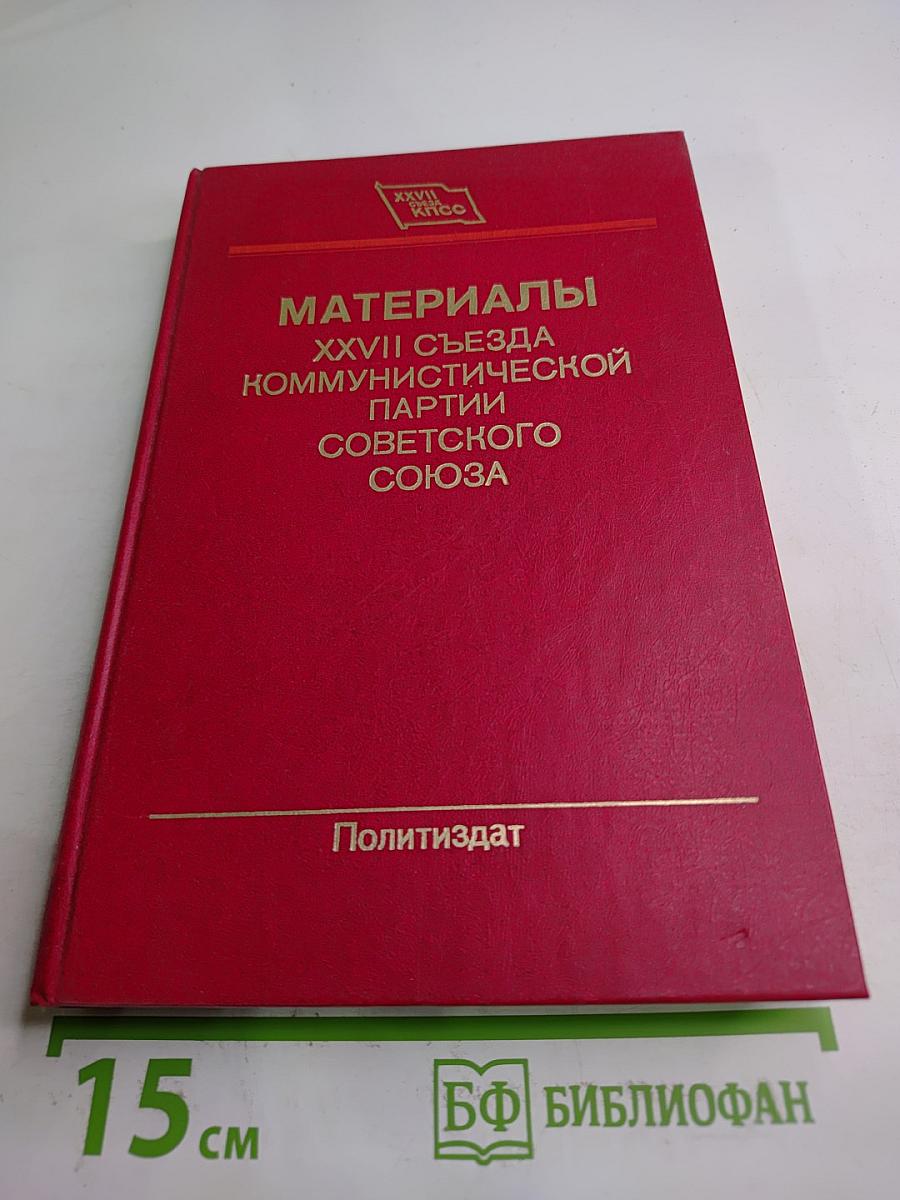 XXVII
СЪЕЗД
КПСС
МАТЕРИАЛЫ
XXVII СЪЕЗДА
КОММУНИСТИЧЕСКОЙ
ПАРТИИ
СОВЕТСКОГО
СОЮЗА
Политиздат
15 см
БФ БИБЛИОФАН